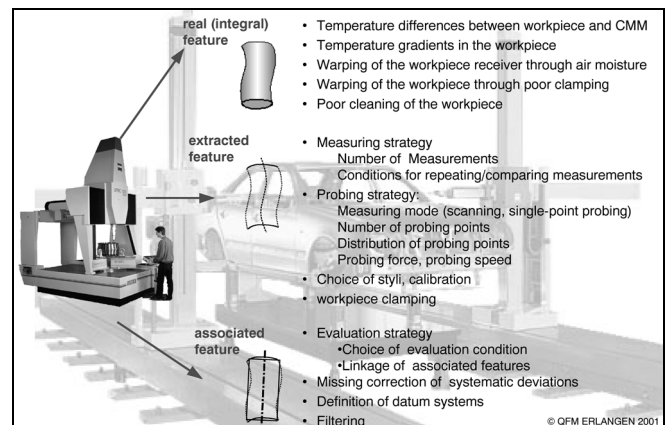 real (integral)
feature
• Temperature differences between workpiece and CMM
• Temperature gradients in the workpiece
• Warping of the workpiece receiver through air moisture
• Warping of the workpiece through poor clamping
• Poor cleaning of the workpiece
extracted
feature
• Measuring strategy
Number of Measurements
Conditions for repeating/comparing measurements
• Probing strategy:
Measuring mode (scanning, single-point probing)
Number of probing points
Distribution of probing points
Probing force, probing speed
• Choice of styli, calibration
• workpiece clamping
associated
feature
• Evaluation strategy
•Choice of evaluation condition
•Linkage of associated features
• Missing correction of systematic deviations
• Definition of datum systems
• Filtering
© QFM ERLANGEN 2001